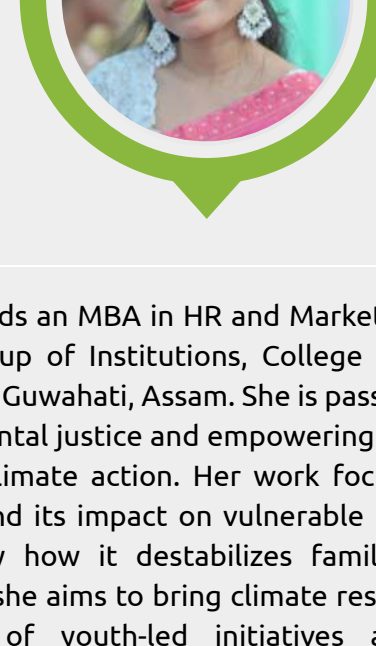 ds an MBA in HR and Market
up of Institutions, College
Guwahati, Assam. She is pass
ntal justice and empowering
limate action. Her work foc
nd its impact on vulnerable
how it destabilizes famil
she aims to bring climate res
of youth-led initiatives